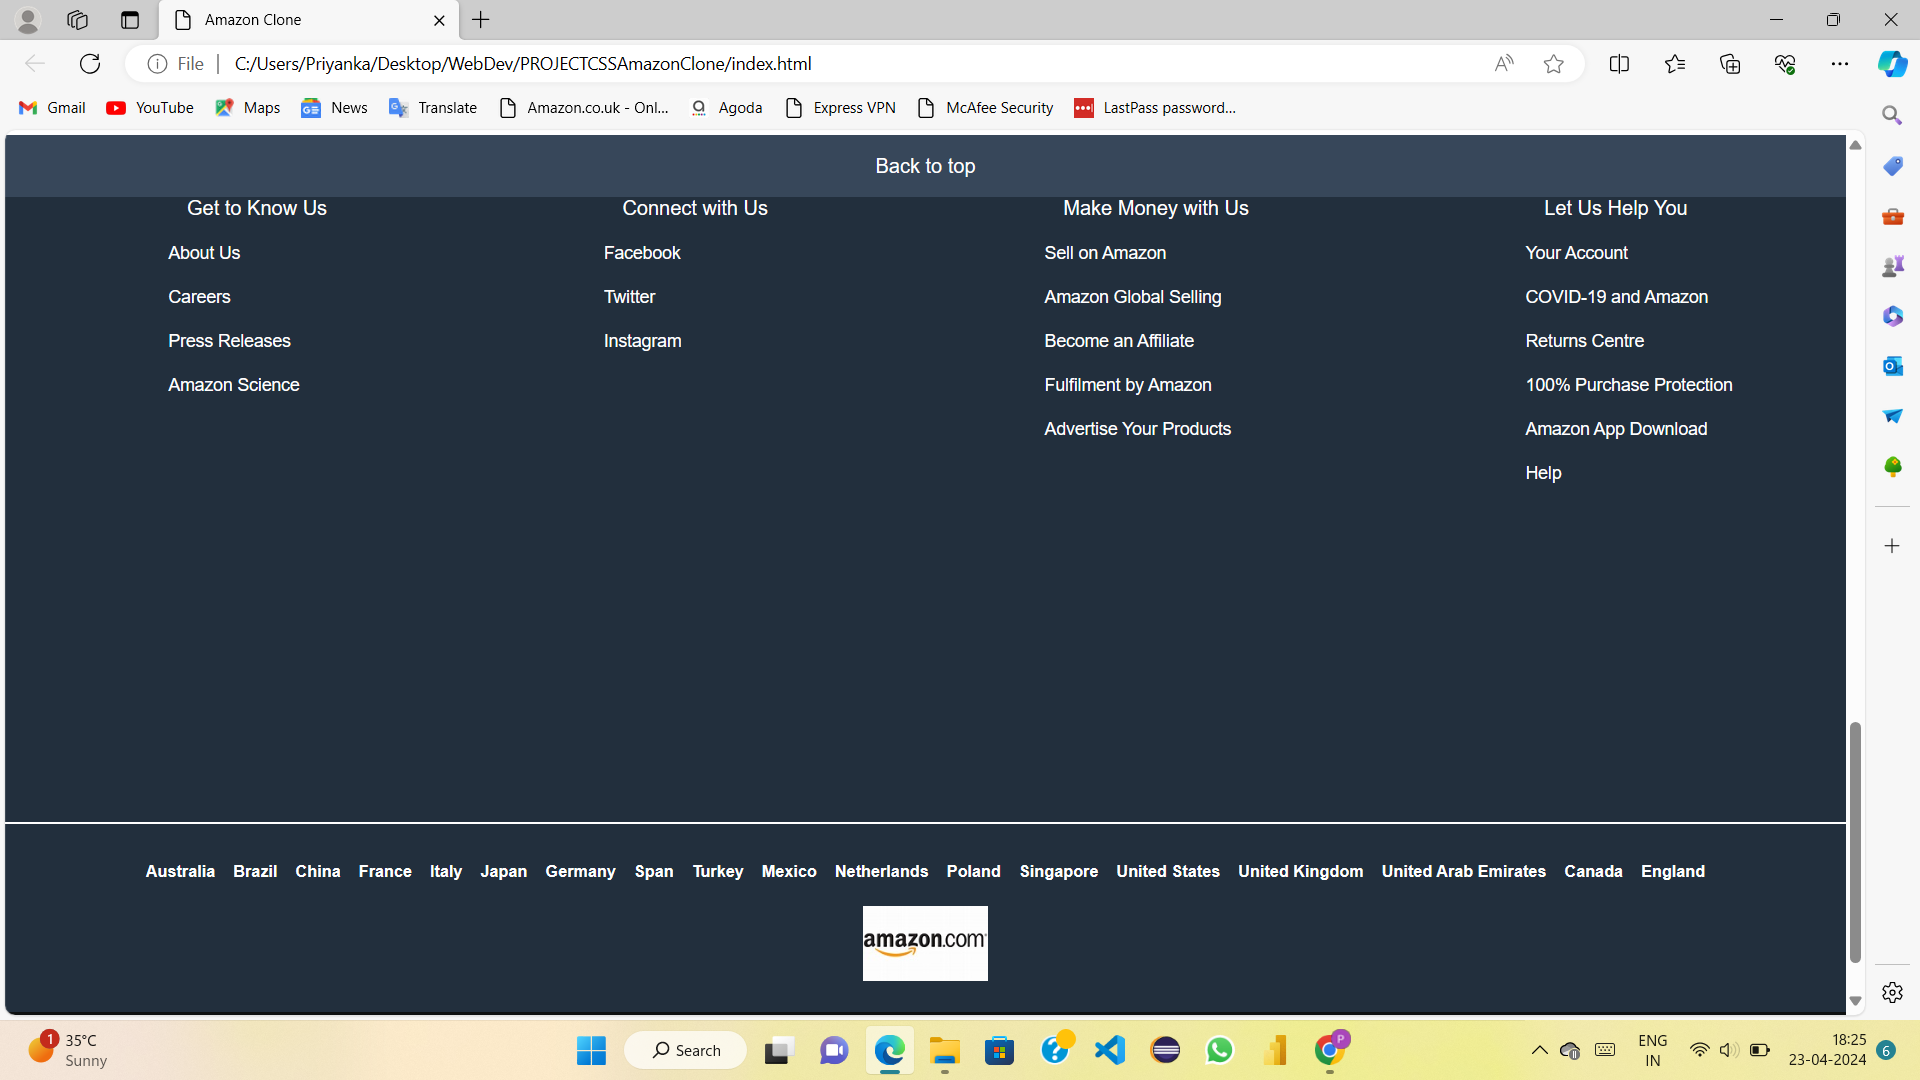 Amazon Clone
File
C:/Users/Priyanka/Desktop/WebDev/PROJECTCSSAmazonClone/index.html
Gmail YouTube Maps News Translate Amazon.co.uk - Onl... Agoda Express VPN McAfee Security LastPass password...
Back to top
Get to Know Us Connect with Us Make Money with Us Let Us Help You
About Us Facebook Sell on Amazon Your Account
Careers Twitter Amazon Global Selling COVID-19 and Amazon
Press Releases Instagram Become an Affiliate Returns Centre
Amazon Science Fulfilment by Amazon 100% Purchase Protection
Advertise Your Products Amazon App Download
Help
Australia Brazil China France Italy Japan Germany Span Turkey Mexico Netherlands Poland Singapore United States United Kingdom United Arab Emirates Canada England
amazon.com
1 35°C
Sunny
Search
P
ENG
IN
18:25
23-04-2024
6